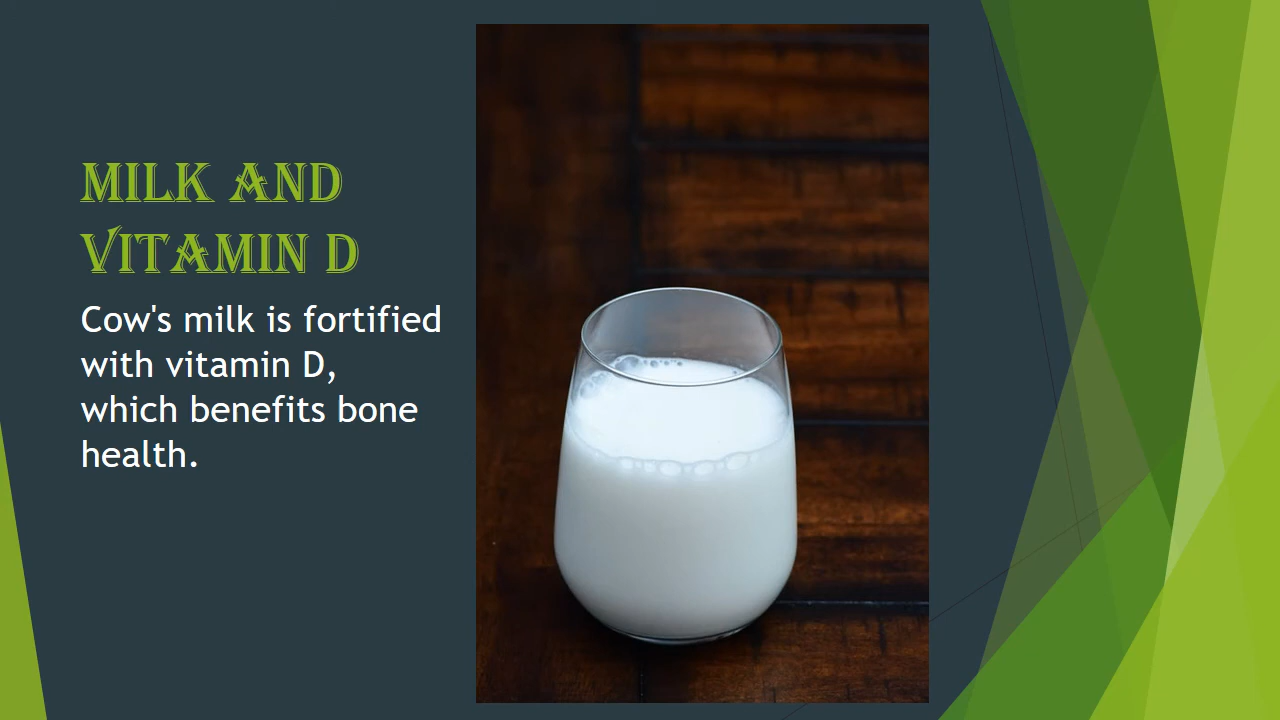 MILK AND
VITAMIN D
Cow's milk is fortified
with vitamin D,
which benefits bone
health.